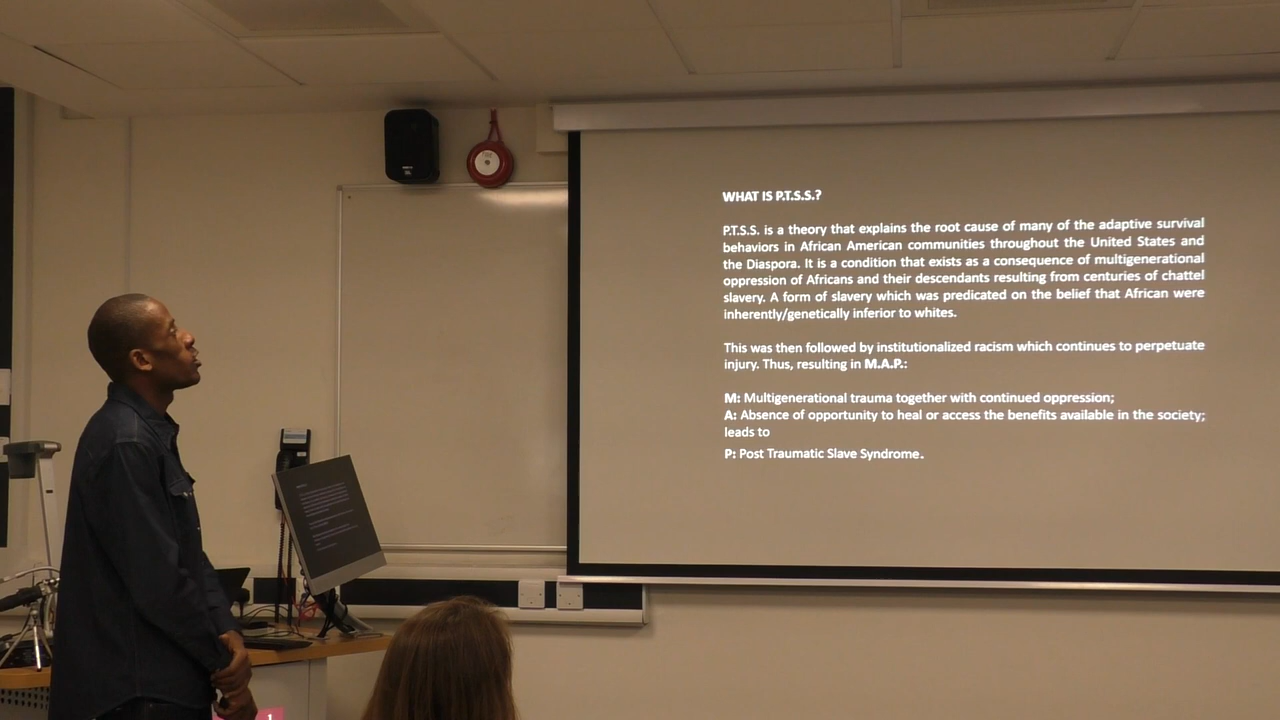 WHAT IS P.T.S.S.?
P.T.S.S. is a theory that explains the root cause of many of the adaptive survival
behaviors in African American communities throughout the United States and
the Diaspora. It is a condition that exists as a consequence of multigenerational
oppression of Africans and their descendants resulting from centuries of chattel
slavery. A form of slavery which was predicated on the belief that African were
inherently/genetically inferior to whites.
This was then followed by institutionalized racism which continues to perpetuate
injury. Thus, resulting in M.A.P.:
M: Multigenerational trauma together with continued oppression;
A: Absence of opportunity to heal or access the benefits available in the society;
leads to
P: Post Traumatic Slave Syndrome.